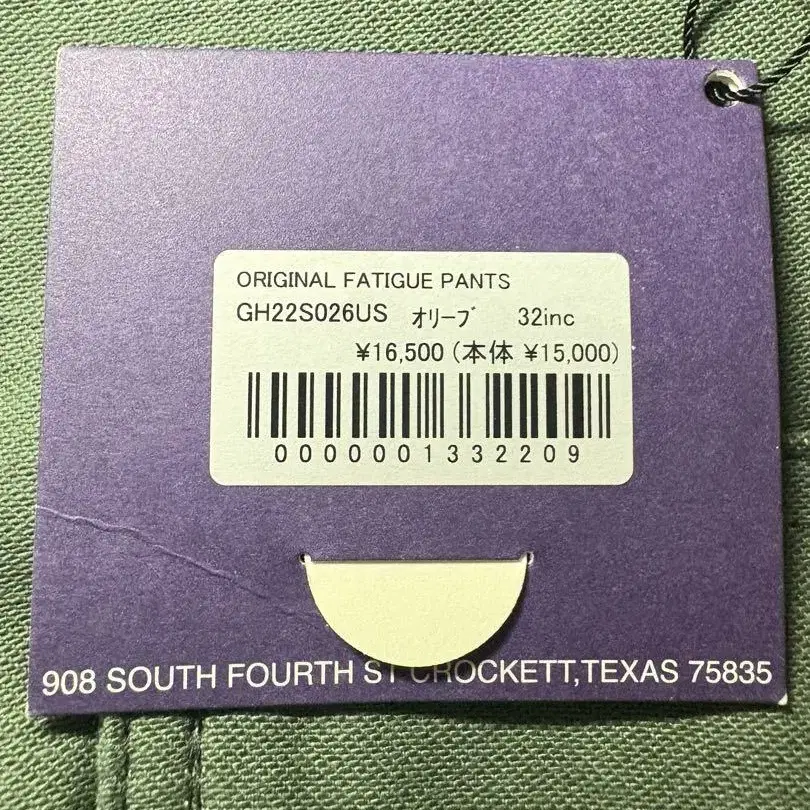 ORIGINAL FATIGUE PANTS
GH22S026US ｵﾘｰﾌﾞ 32inc
¥16,500 (本体 ¥15,000)
0000001332209
908 SOUTH FOURTH ST CROCKETT,TEXAS 75835